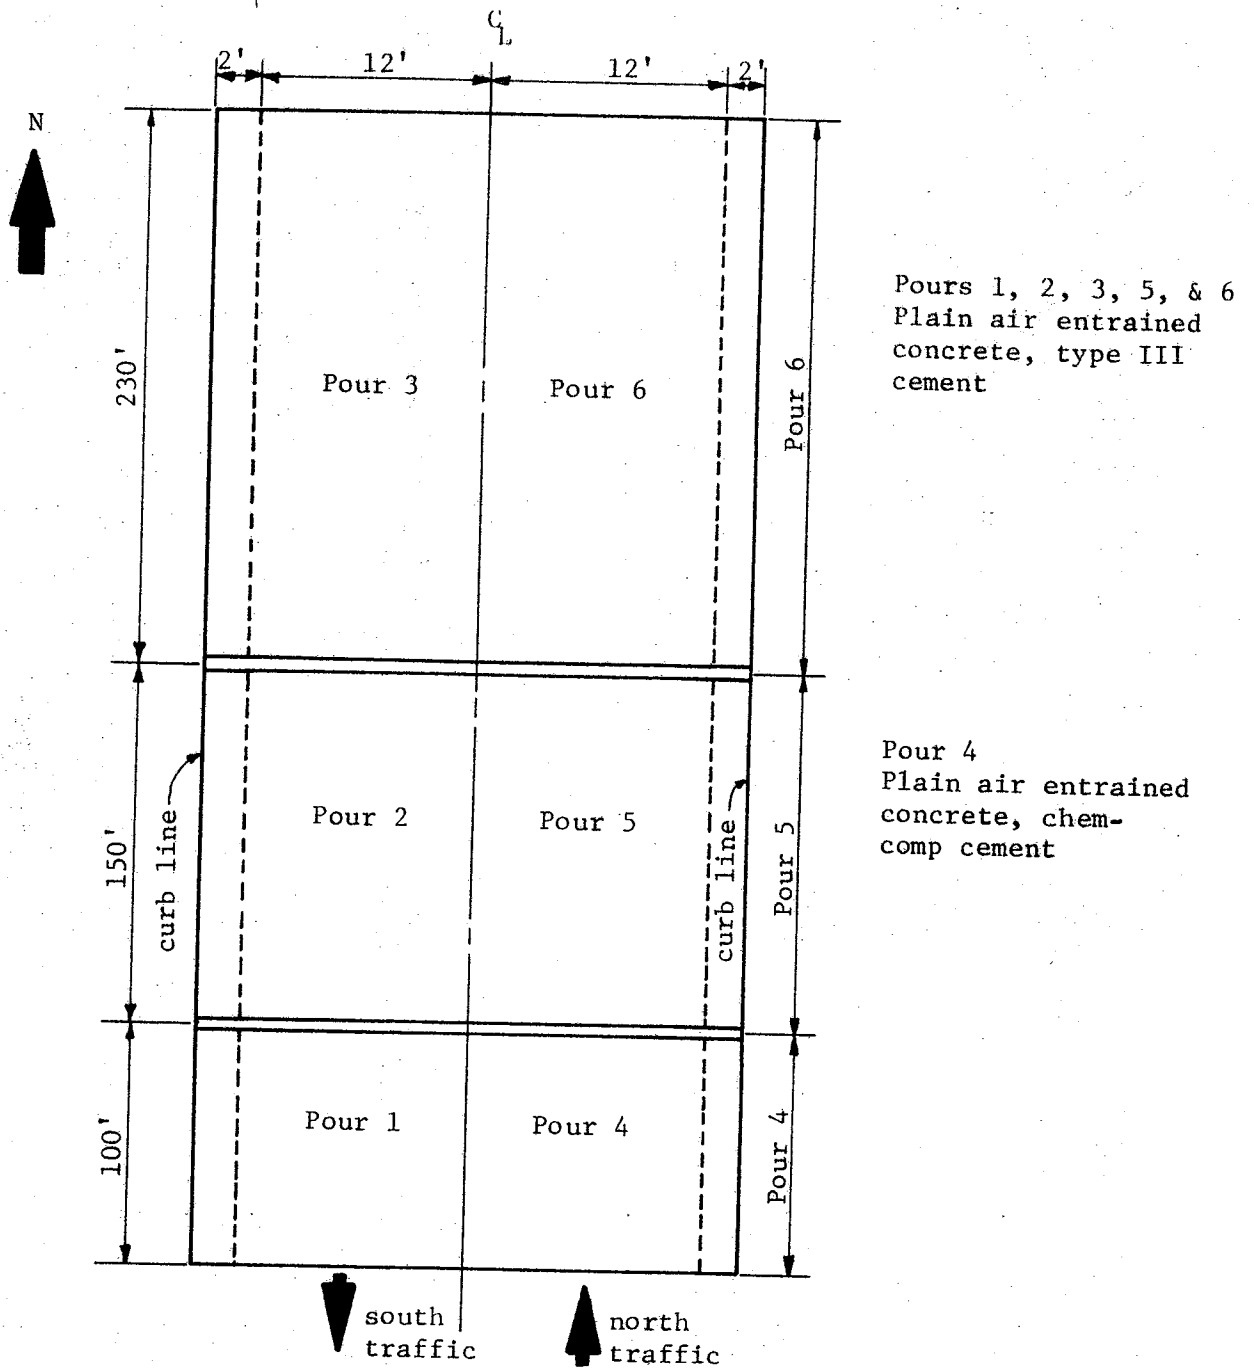 C
L
2'
12'
12'
2'
N
230'
Pour 3
Pour 6
Pour 6
Pours 1, 2, 3, 5, & 6
Plain air entrained
concrete, type III
cement
150'
curb line
Pour 2
Pour 5
curb line
Pour 5
Pour 4
Plain air entrained
concrete, chem-
comp cement
100'
Pour 1
Pour 4
Pour 4
south
traffic
north
traffic